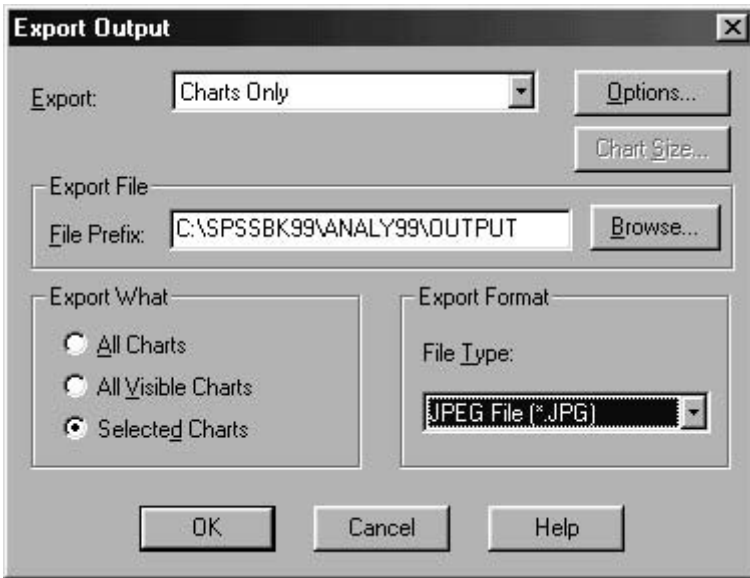 Export Output
Export: Charts Only Options...
Chart Size...
Export File
File Prefix: C:\SPSSBK99\ANALY99\OUTPUT Browse...
Export What
All Charts
All Visible Charts
Selected Charts
Export Format
File Type:
JPEG File (*.JPG)
OK Cancel Help